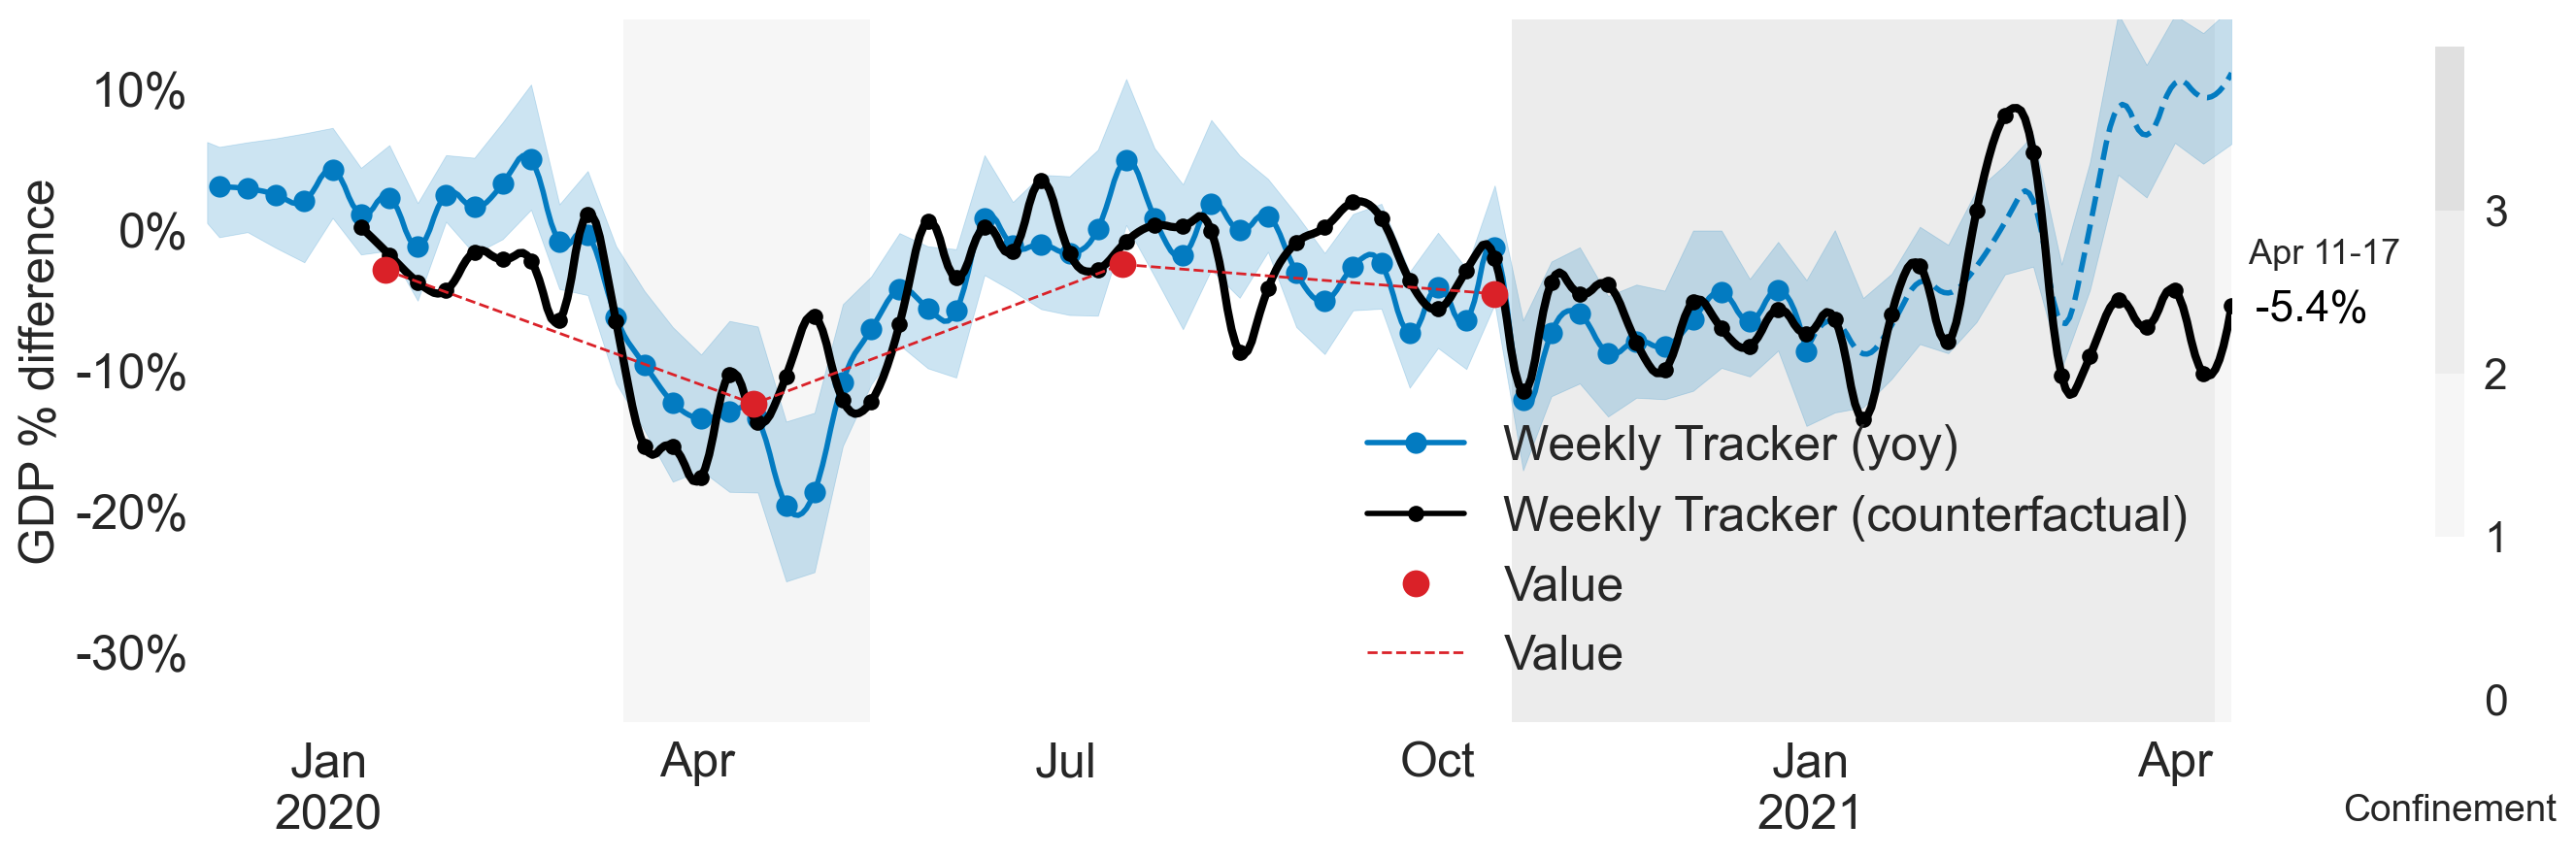 GDP % difference
10%
0%
-10%
-20%
-30%
Jan
2020
Apr
Jul
Oct
Jan
2021
Apr
Weekly Tracker (yoy)
Weekly Tracker (counterfactual)
Value
Value
Apr 11-17
-5.4%
3
2
1
0
Confinement